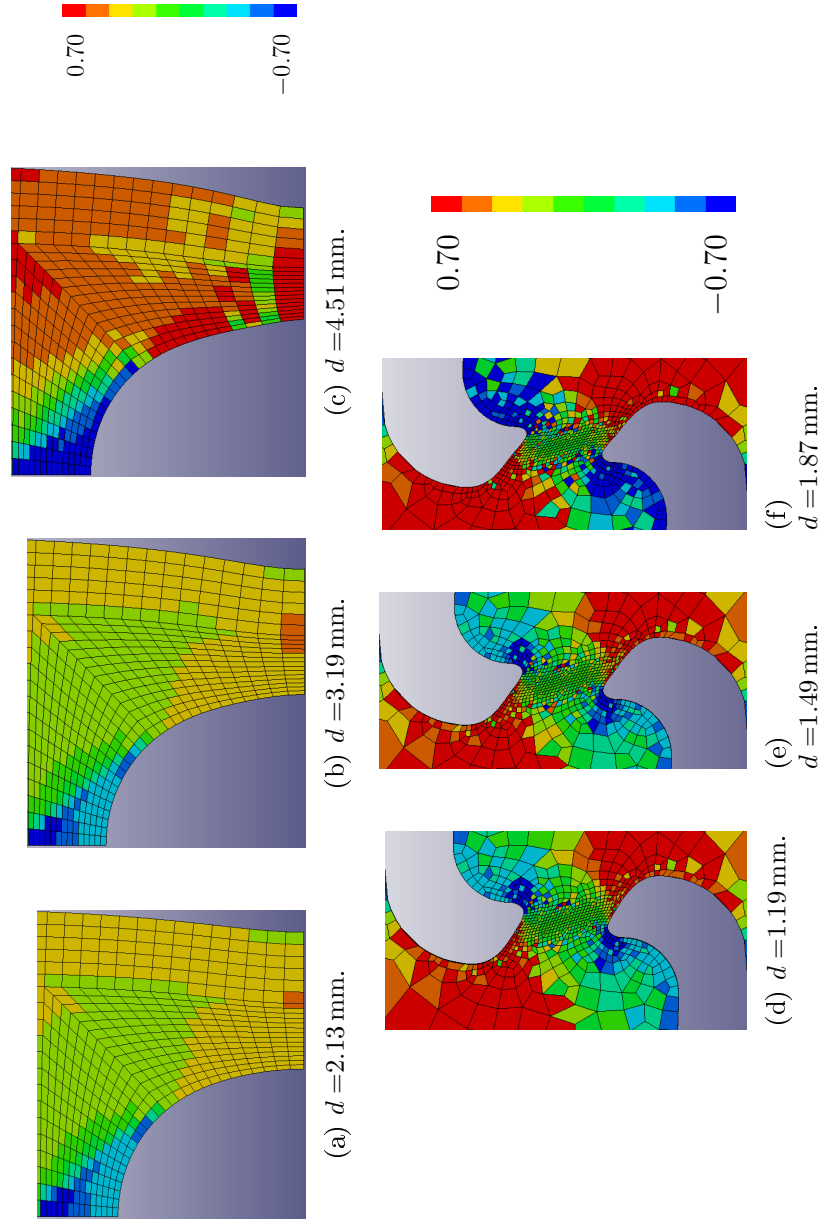 0.70
−0.70
(a) d =2.13 mm.
(b) d =3.19 mm.
(c) d =4.51 mm.
0.70
−0.70
(d) d =1.19 mm.
(e)
d =1.49 mm.
(f)
d =1.87 mm.